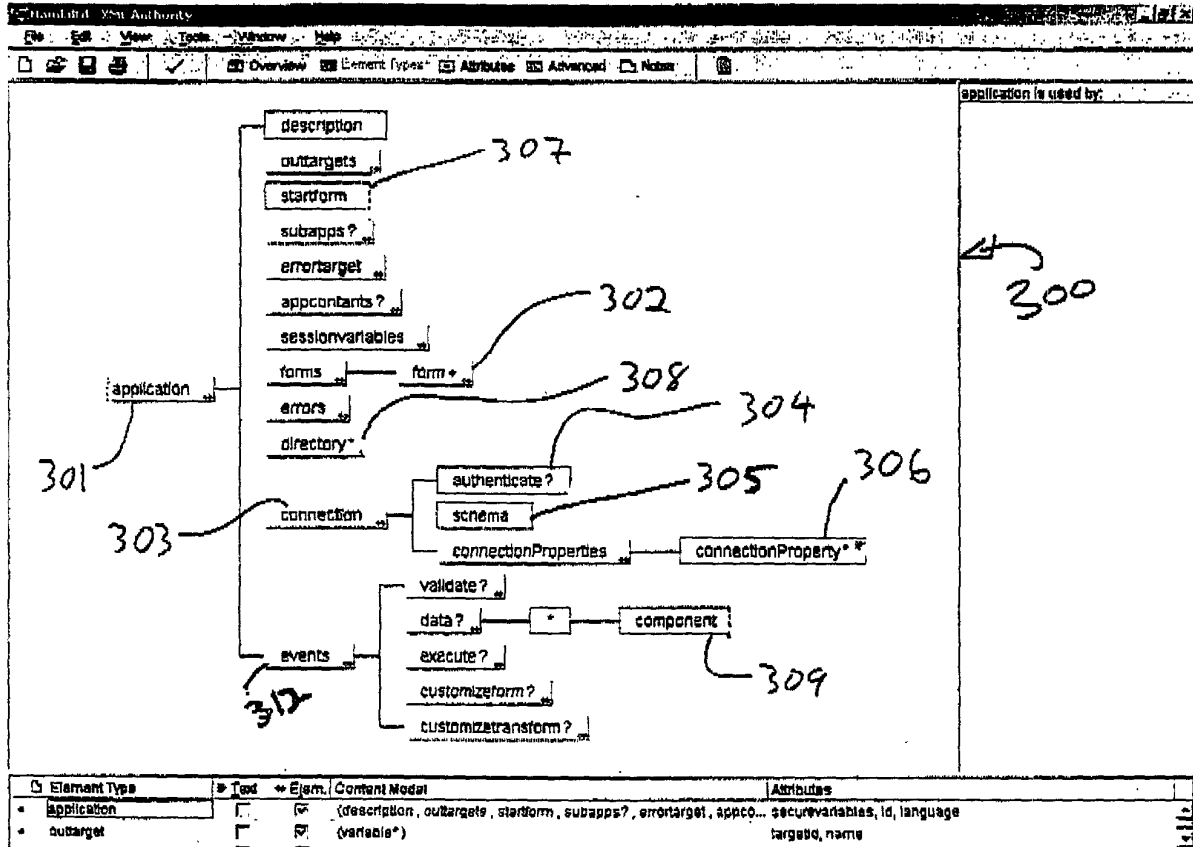 XML Authority
File Edit View Tools Window Help
Overview Element Types Attributes Advanced Notes
application is used by:
description
outtargets
307
startform
subapps?
errortarget
300
appcontants?
302
sessionvariables
forms form+
application
308
errors
304
directory*
301
authenticate?
305
306
connection
schema
303
connectionProperties connectionProperty* *
validate?
data? * component
events
execute?
309
312
customizeform?
customizetransform?
Element Type Text Elem. Content Model Attributes
application (description , outtargets , startform , subapps? , errortarget , appco... securevariables, id, language
outtarget (variable*) targetid, name